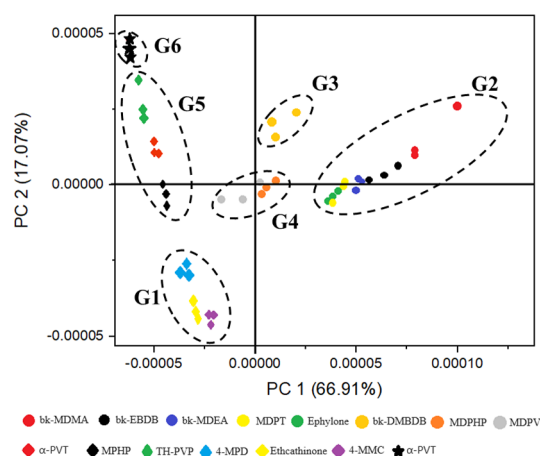 0.00005
0.00000
-0.00005
PC 2 (17.07%)
G6
G5
G3
G2
G4
G1
-0.00005 0.00000 0.00005 0.00010
PC 1 (66.91%)
bk-MDMA bk-EBDB bk-MDEA MDPT Ephylone bk-DMBDB MDPHP MDPV
α-PVT MPHP TH-PVP 4-MPD Ethcathinone 4-MMC α-PVT